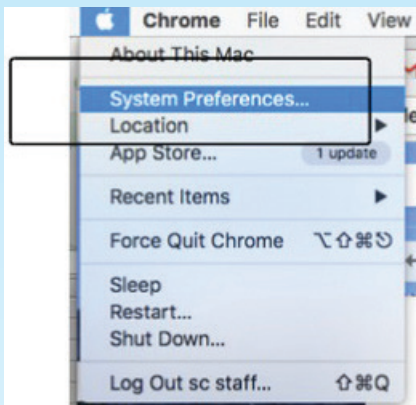 Chrome File Edit View
About This Mac
System Preferences...
Location
App Store... 1 update
Recent Items
Force Quit Chrome ⌥⇧⌘⎋
Sleep
Restart...
Shut Down...
Log Out sc staff... ⇧⌘Q